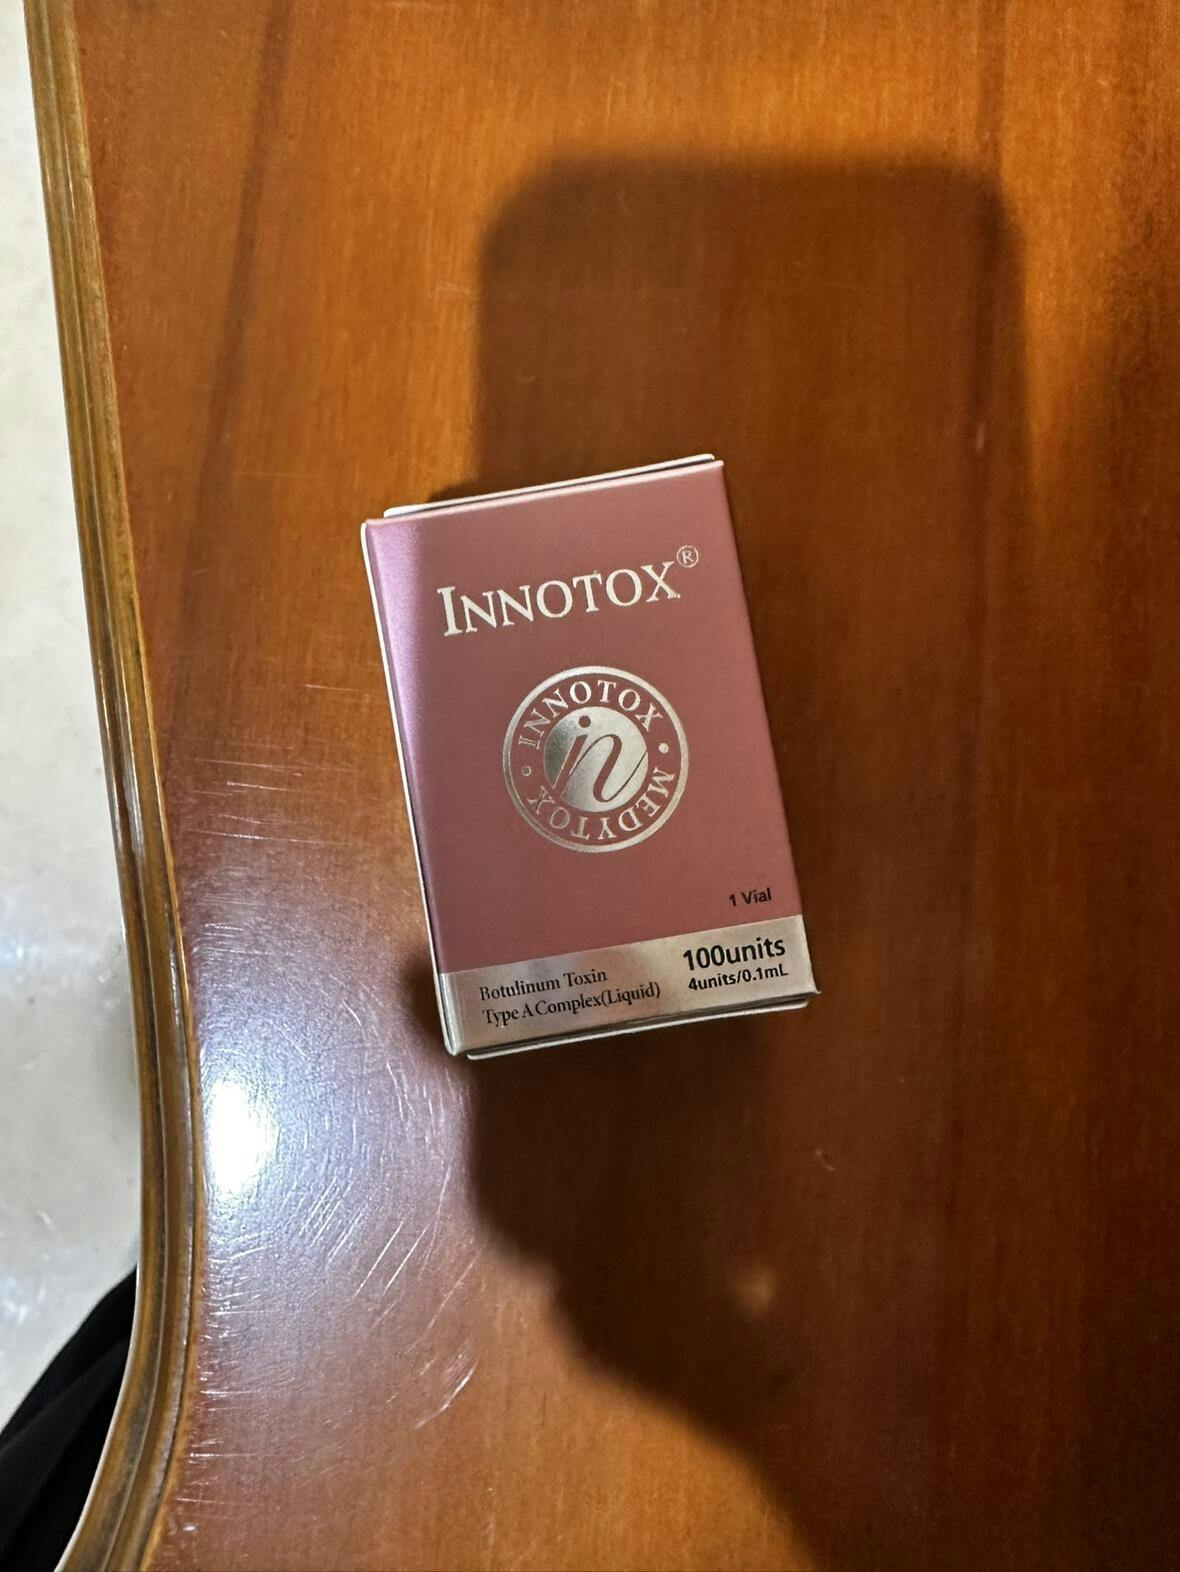 INNOTOX®
INNOTOX • MEDYTOX •
in
1 Vial
100units
4units/0.1mL
Botulinum Toxin
Type A Complex(Liquid)